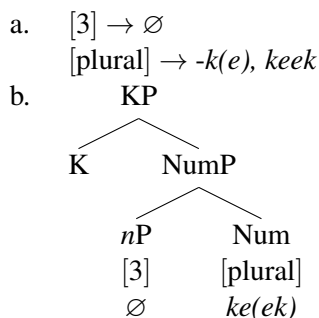 a. [3] → ∅
[plural] → -k(e), keek
b. KP
K NumP
nP Num
[3] [plural]
∅ ke(ek)